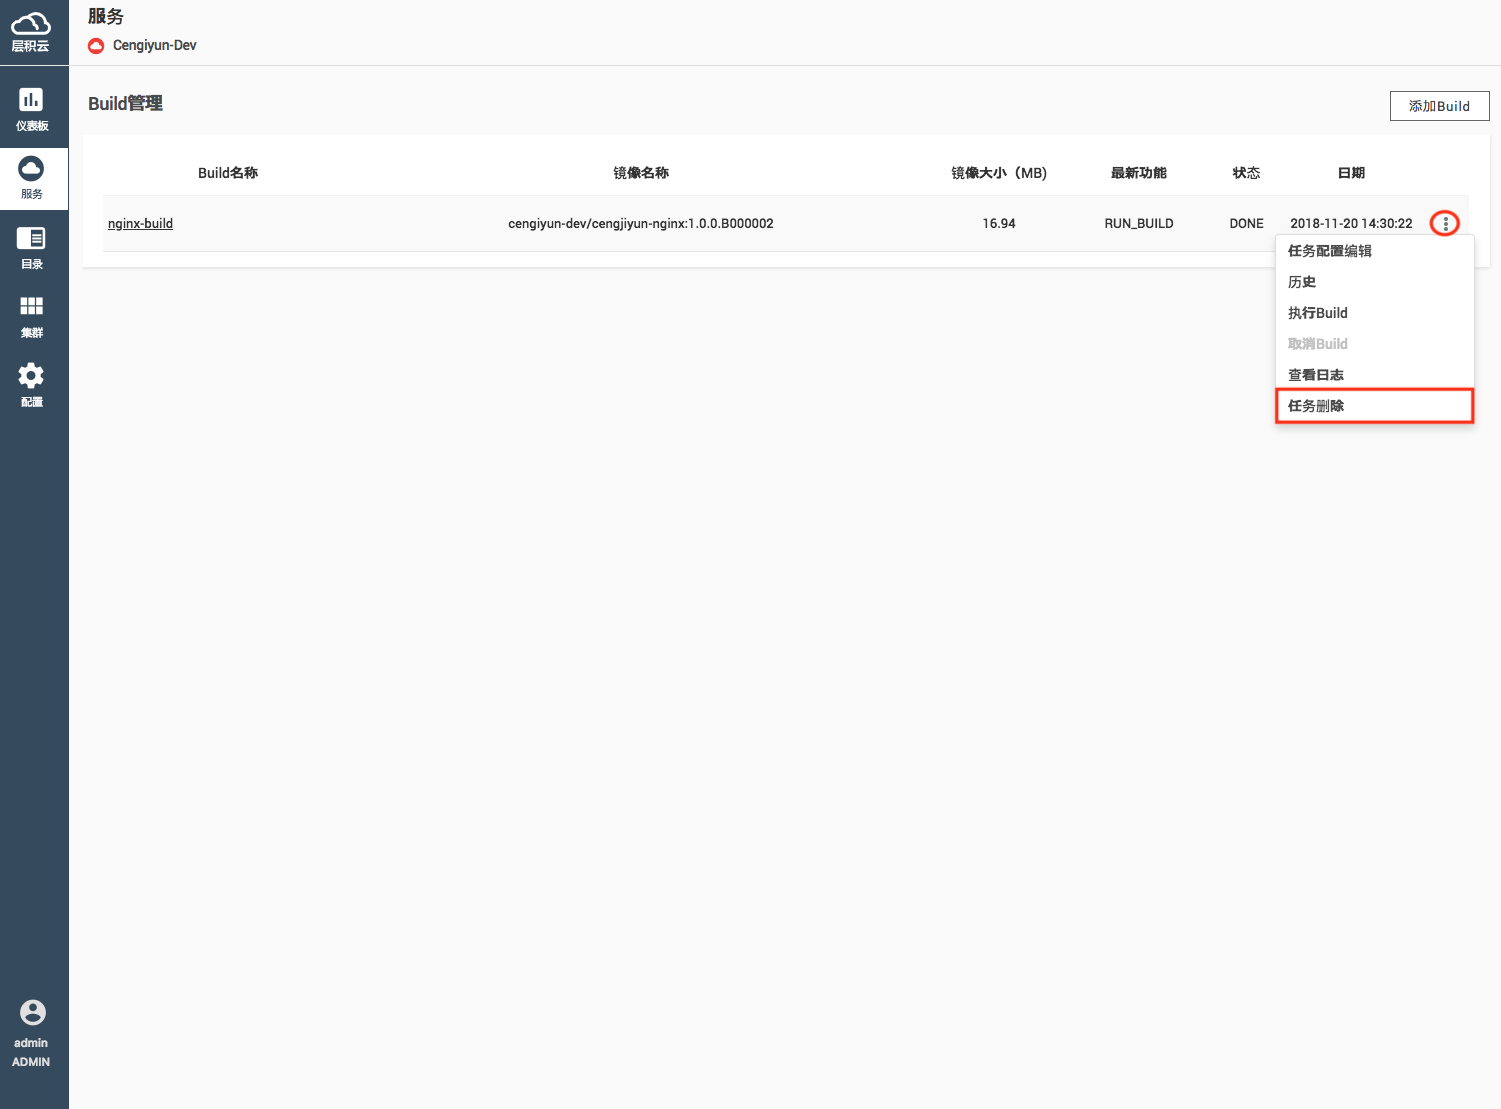 层积云
服务
Cengiyun-Dev
仪表板
服务
目录
集群
配置
admin
ADMIN
Build管理
添加Build
Build名称 镜像名称 镜像大小（MB) 最新功能 状态 日期
nginx-build cengiyun-dev/cengjiyun-nginx:1.0.0.B000002 16.94 RUN_BUILD DONE 2018-11-20 14:30:22
任务配置编辑
历史
执行Build
取消Build
查看日志
任务删除